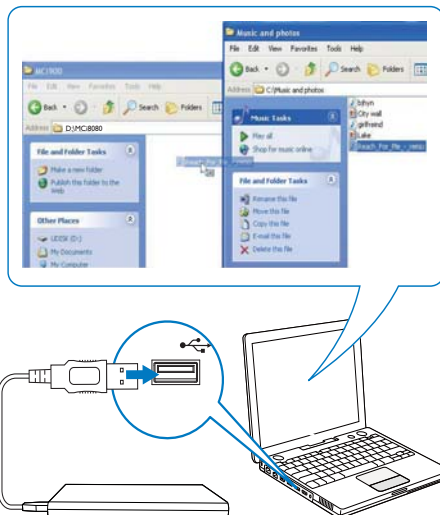 Music and photos
File Edit View Favorites Tools Help
Back Search Folders
Address C:\Music and photos
Music Tasks
Play all
Shop for music online
File and Folder Tasks
Rename this file
Move this file
Copy this file
E-mail this file
Delete this file
City wall
girlfriend
Lake
Reach_For_Me_-_remix
MCi900
File Edit View Favorites Tools Help
Back Search Folders
Address D:\MCi8080
File and Folder Tasks
Make a new folder
Publish this folder to the
Web
Other Places
UDISK (D:)
My Documents
My Computer